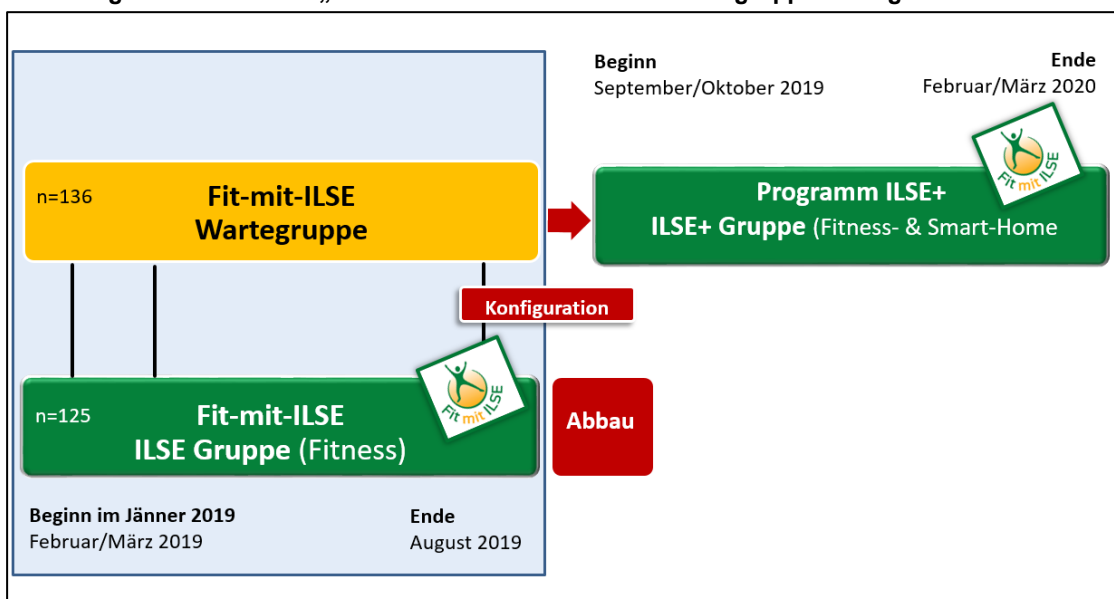 Beginn
September/Oktober 2019
Ende
Februar/März 2020
n=136
Fit-mit-ILSE
Wartegruppe
Programm ILSE+
ILSE+ Gruppe (Fitness- & Smart-Home
Fit mit ILSE
Konfiguration
n=125
Fit-mit-ILSE
ILSE Gruppe (Fitness)
Fit mit ILSE
Abbau
Beginn im Jänner 2019
Februar/März 2019
Ende
August 2019